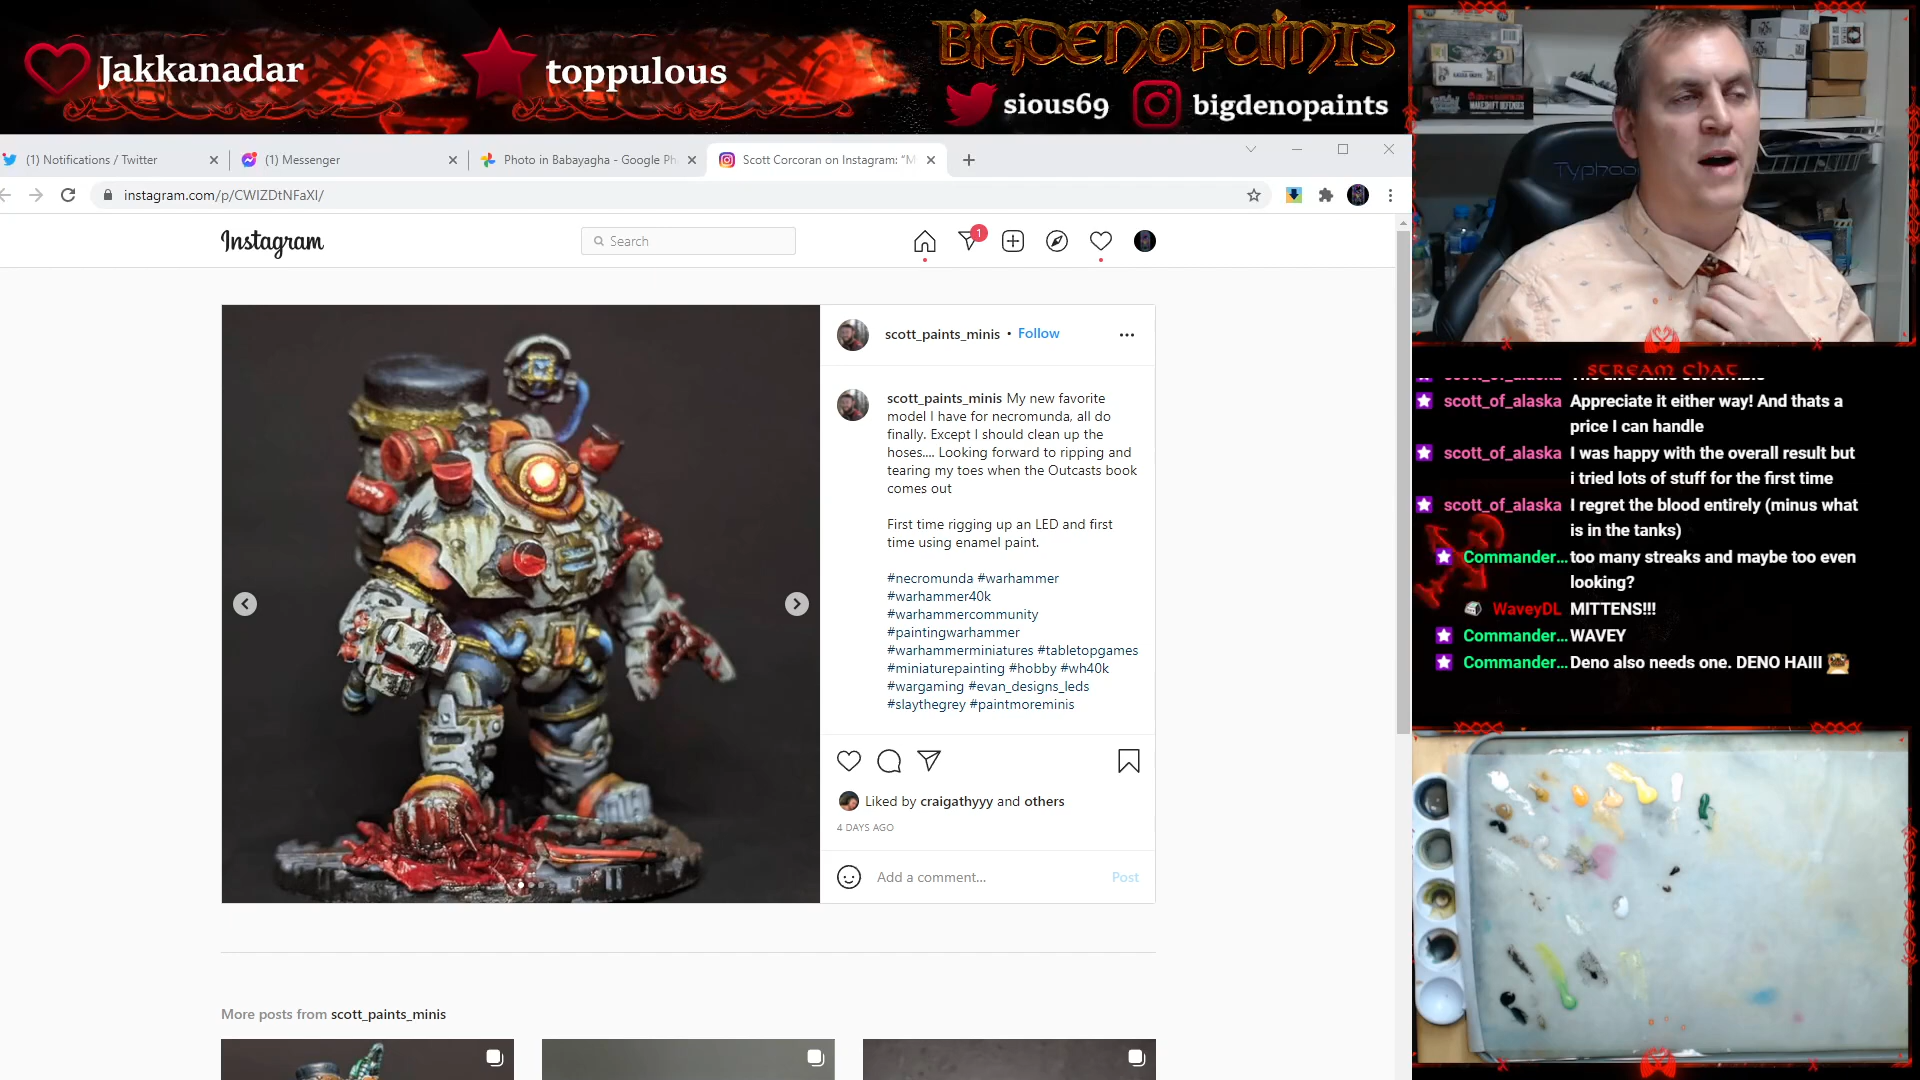 Jakkanadar
toppulous
BIGDENOPAINTS
sious69
bigdenopaints
(1) Notifications / Twitter
(1) Messenger
Photo in Babayagha - Google Ph
Scott Corcoran on Instagram: “M
instagram.com/p/CWIZDtNFaXI/
Instagram
Search
1
scott_paints_minis • Follow
scott_paints_minis My new favorite
model I have for necromunda, all do
finally. Except I should clean up the
hoses.... Looking forward to ripping and
tearing my toes when the Outcasts book
comes out
First time rigging up an LED and first
time using enamel paint.
#necromunda #warhammer
#warhammer40k
#warhammercommunity
#paintingwarhammer
#warhammerminiatures #tabletopgames
#miniaturepainting #hobby #wh40k
#wargaming #evan_designs_leds
#slaythegrey #paintmoreminis
Liked by craigathyyy and others
4 DAYS AGO
Add a comment...
Post
More posts from scott_paints_minis
Typhoo
STREAM CHAT
scott_of_alaska Appreciate it either way! And thats a
price I can handle
scott_of_alaska I was happy with the overall result but
i tried lots of stuff for the first time
scott_of_alaska I regret the blood entirely (minus what
is in the tanks)
Commander... too many streaks and maybe too even
looking?
WaveyDL MITTENS!!!
Commander... WAVEY
Commander... Deno also needs one. DENO HAIII